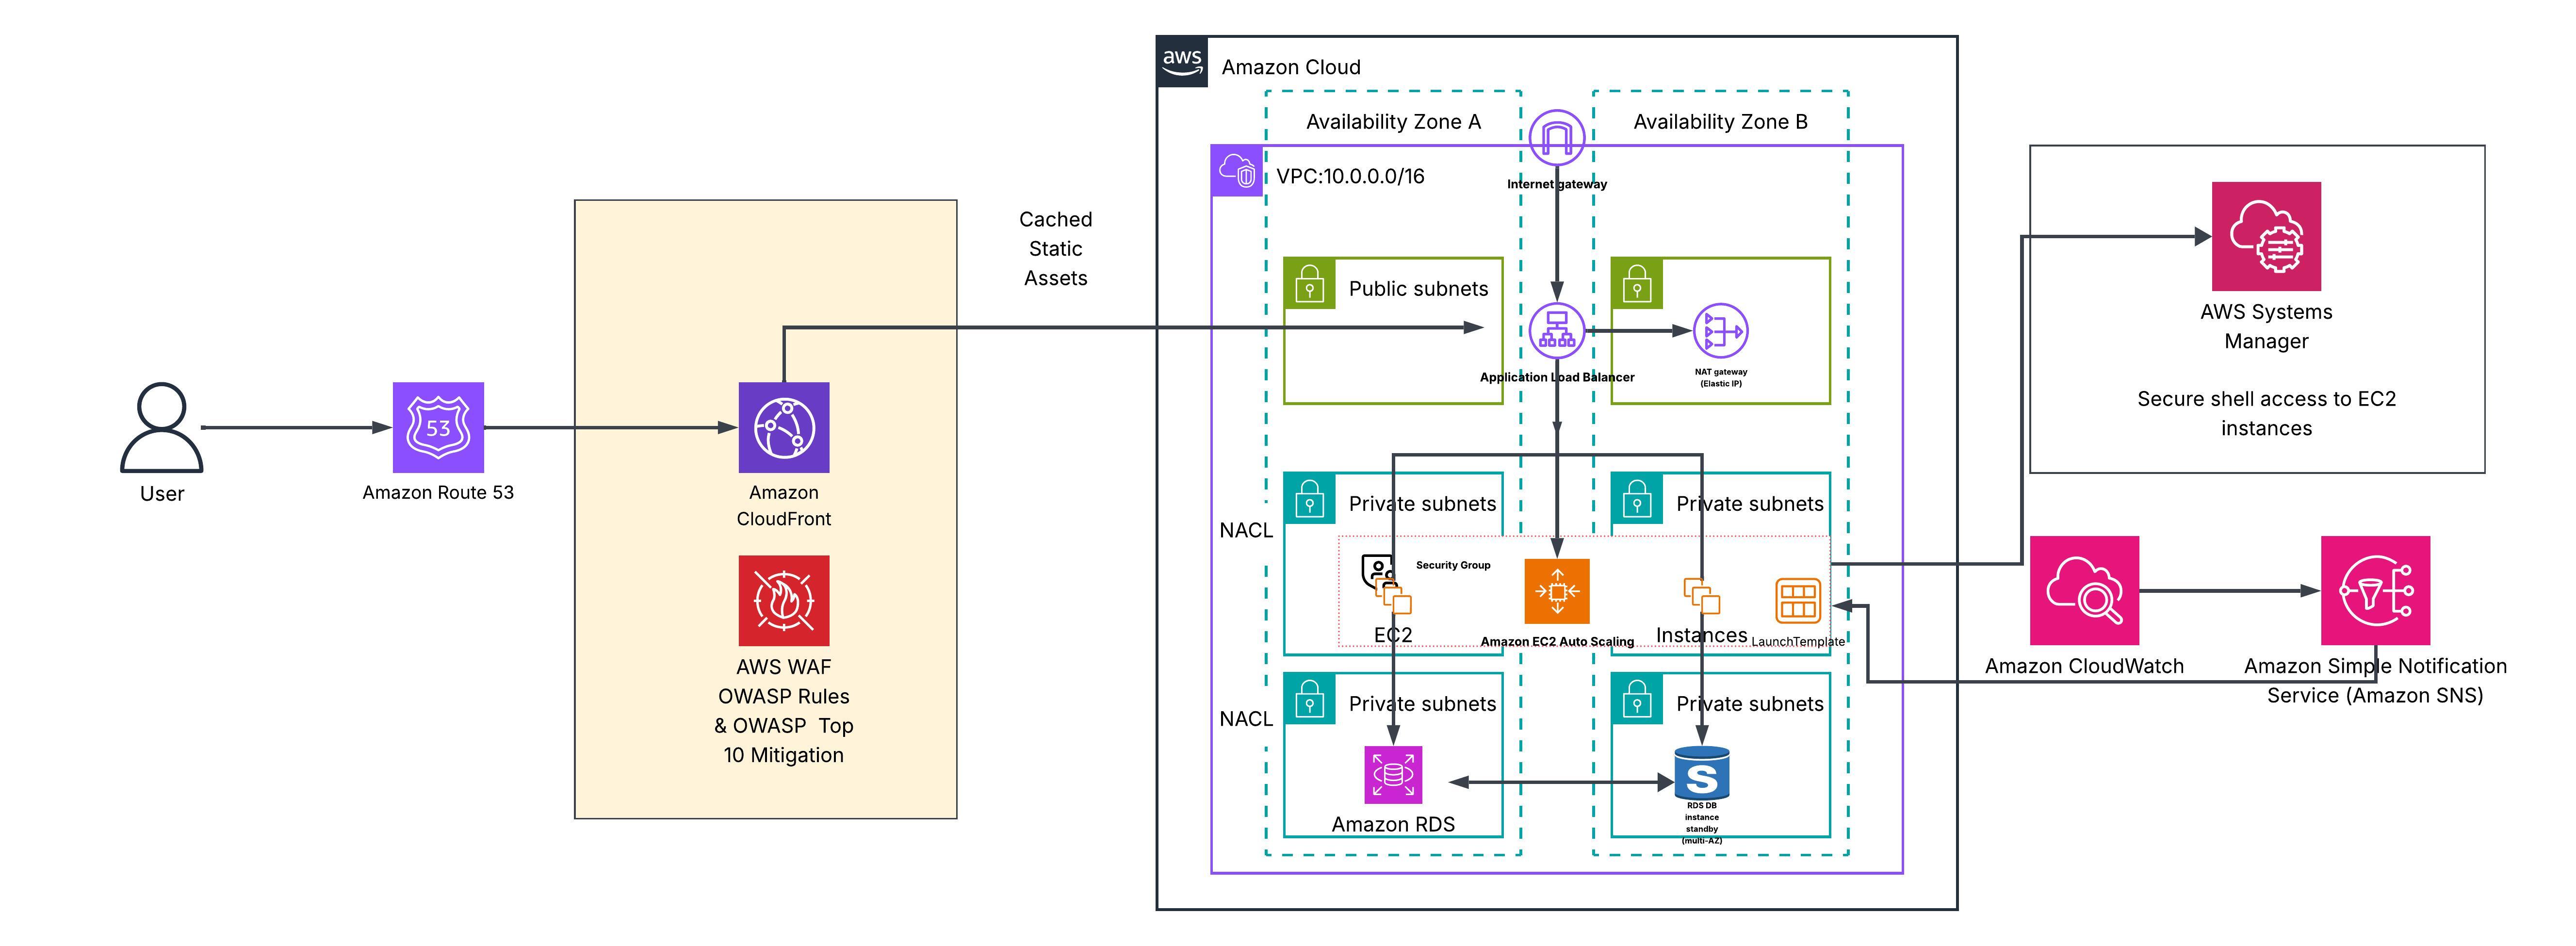 aws
Amazon Cloud
Availability Zone A
Availability Zone B
Internet gateway
VPC:10.0.0.0/16
Cached
Static
Assets
Public subnets
Application Load Balancer
NAT gateway
(Elastic IP)
AWS Systems
Manager
Secure shell access to EC2
instances
User
53
Amazon Route 53
Amazon
CloudFront
AWS WAF
OWASP Rules
& OWASP Top
10 Mitigation
NACL
Private subnets
Private subnets
Security Group
EC2
Amazon EC2 Auto Scaling
Instances
LaunchTemplate
Amazon CloudWatch
Amazon Simple Notification
Service (Amazon SNS)
NACL
Private subnets
Private subnets
Amazon RDS
S
RDS DB
instance
standby
(multi-AZ)